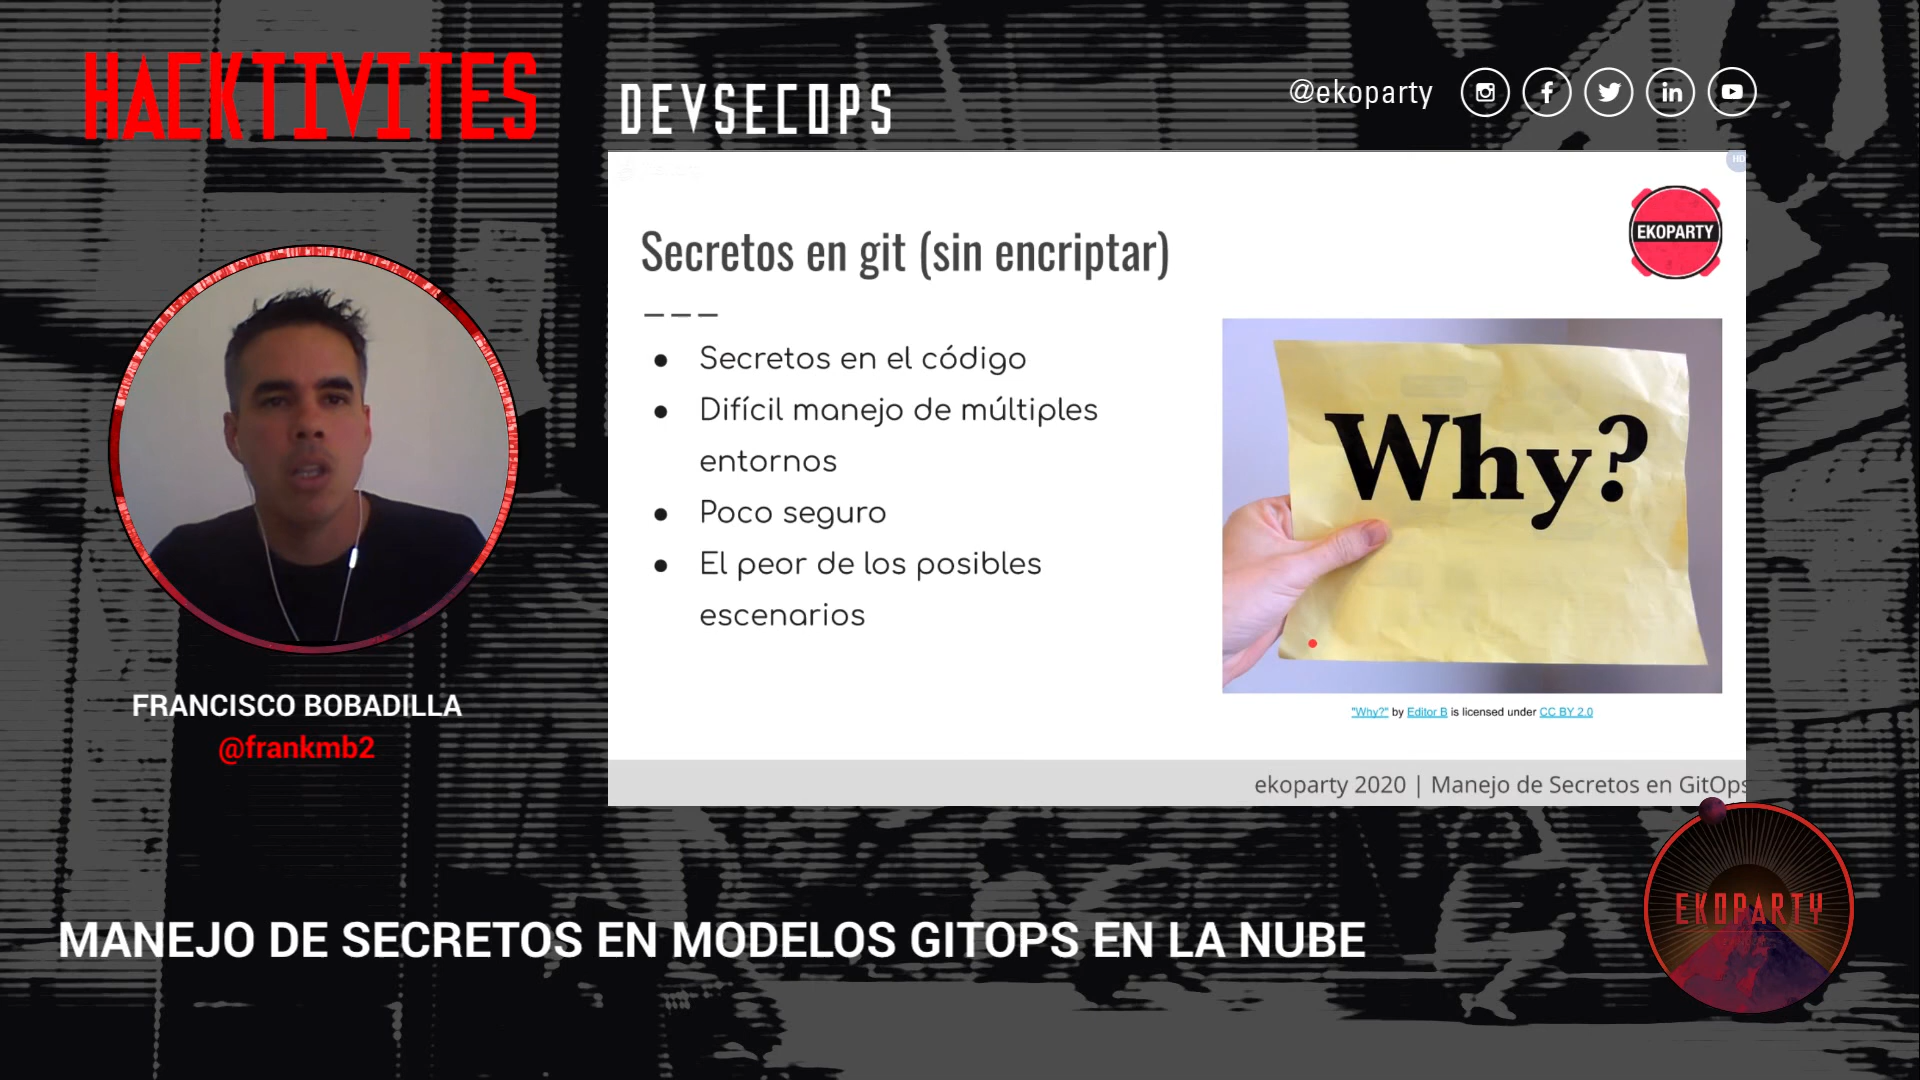 HACKTIVITES
DEVSECOPS
@ekoparty
HD
EKOPARTY
Secretos en git (sin encriptar)
● Secretos en el código
● Difícil manejo de múltiples
entornos
● Poco seguro
● El peor de los posibles
escenarios
Why?
"Why?" by Editor B is licensed under CC BY 2.0
FRANCISCO BOBADILLA
@frankmb2
ekoparty 2020 | Manejo de Secretos en GitOps
EKOPARTY
MANEJO DE SECRETOS EN MODELOS GITOPS EN LA NUBE